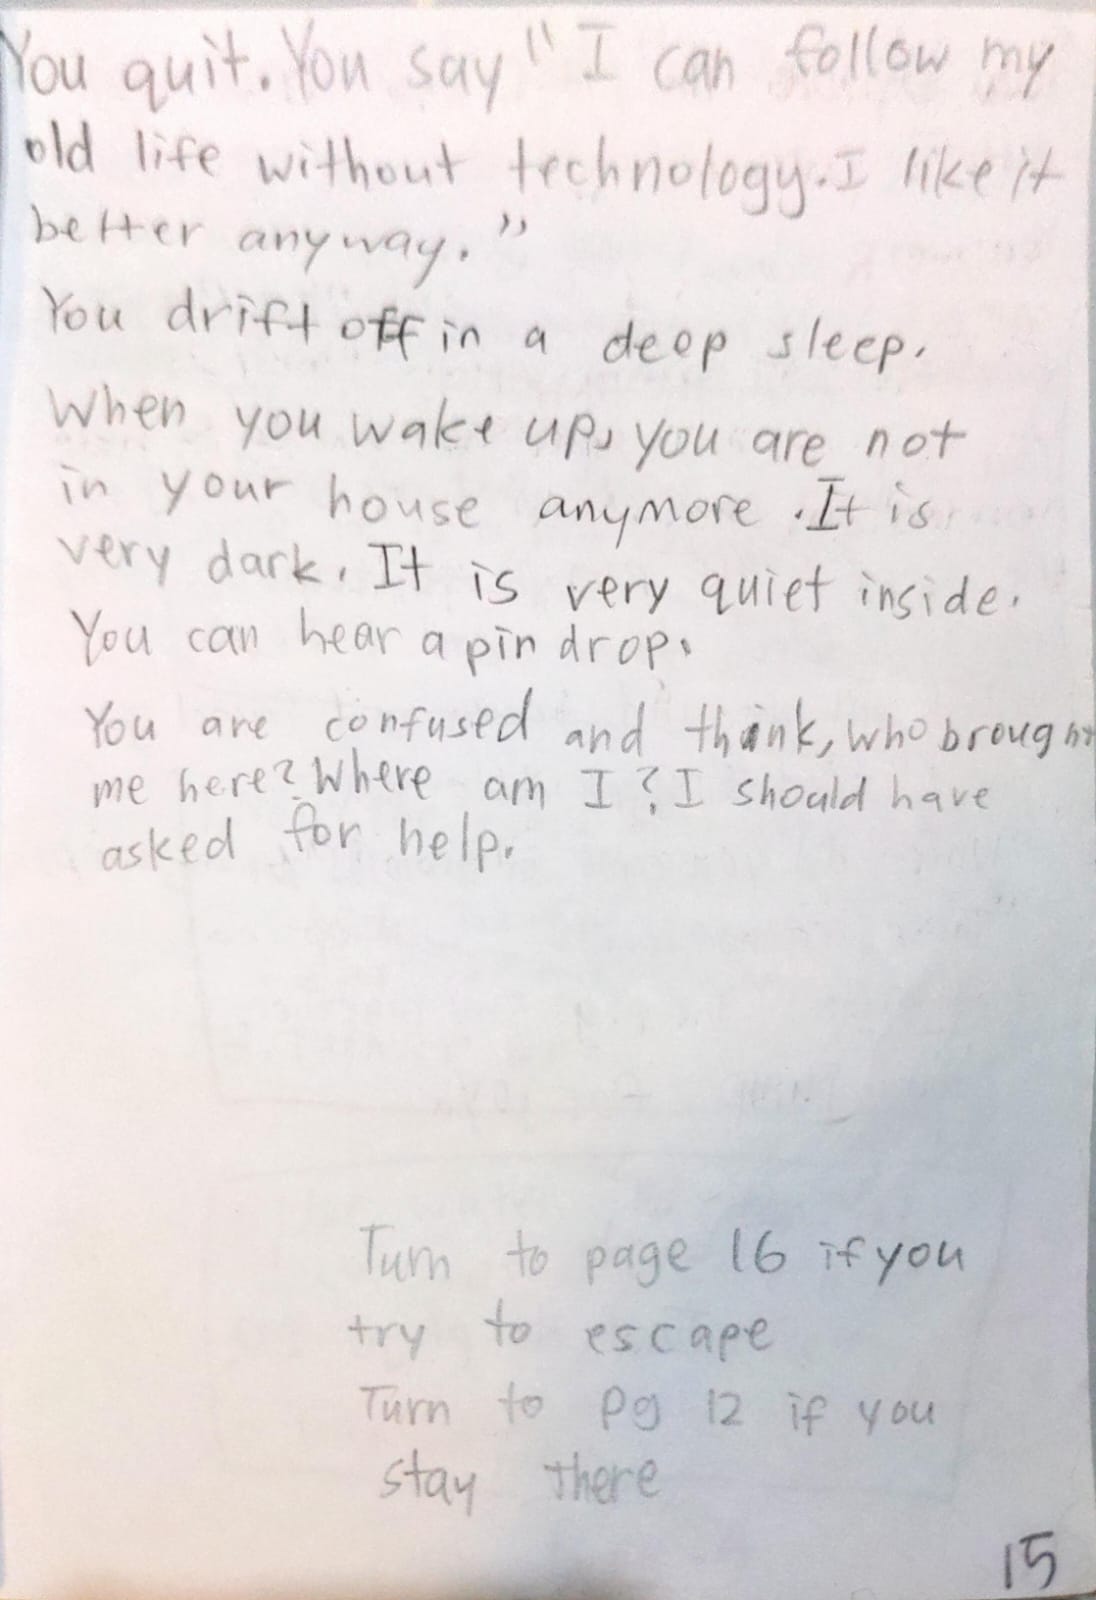 You quit. You say "I can follow my
old life without technology. I like it
better anyway."
You drift off in a deep sleep.
When you wake up, you are not
in your house anymore. It is
very dark. It is very quiet inside.
You can hear a pin drop.
You are confused and think, who brought
me here? Where am I? I should have
asked for help.
Turn to page 16 if you
try to escape
Turn to pg 12 if you
stay there
15